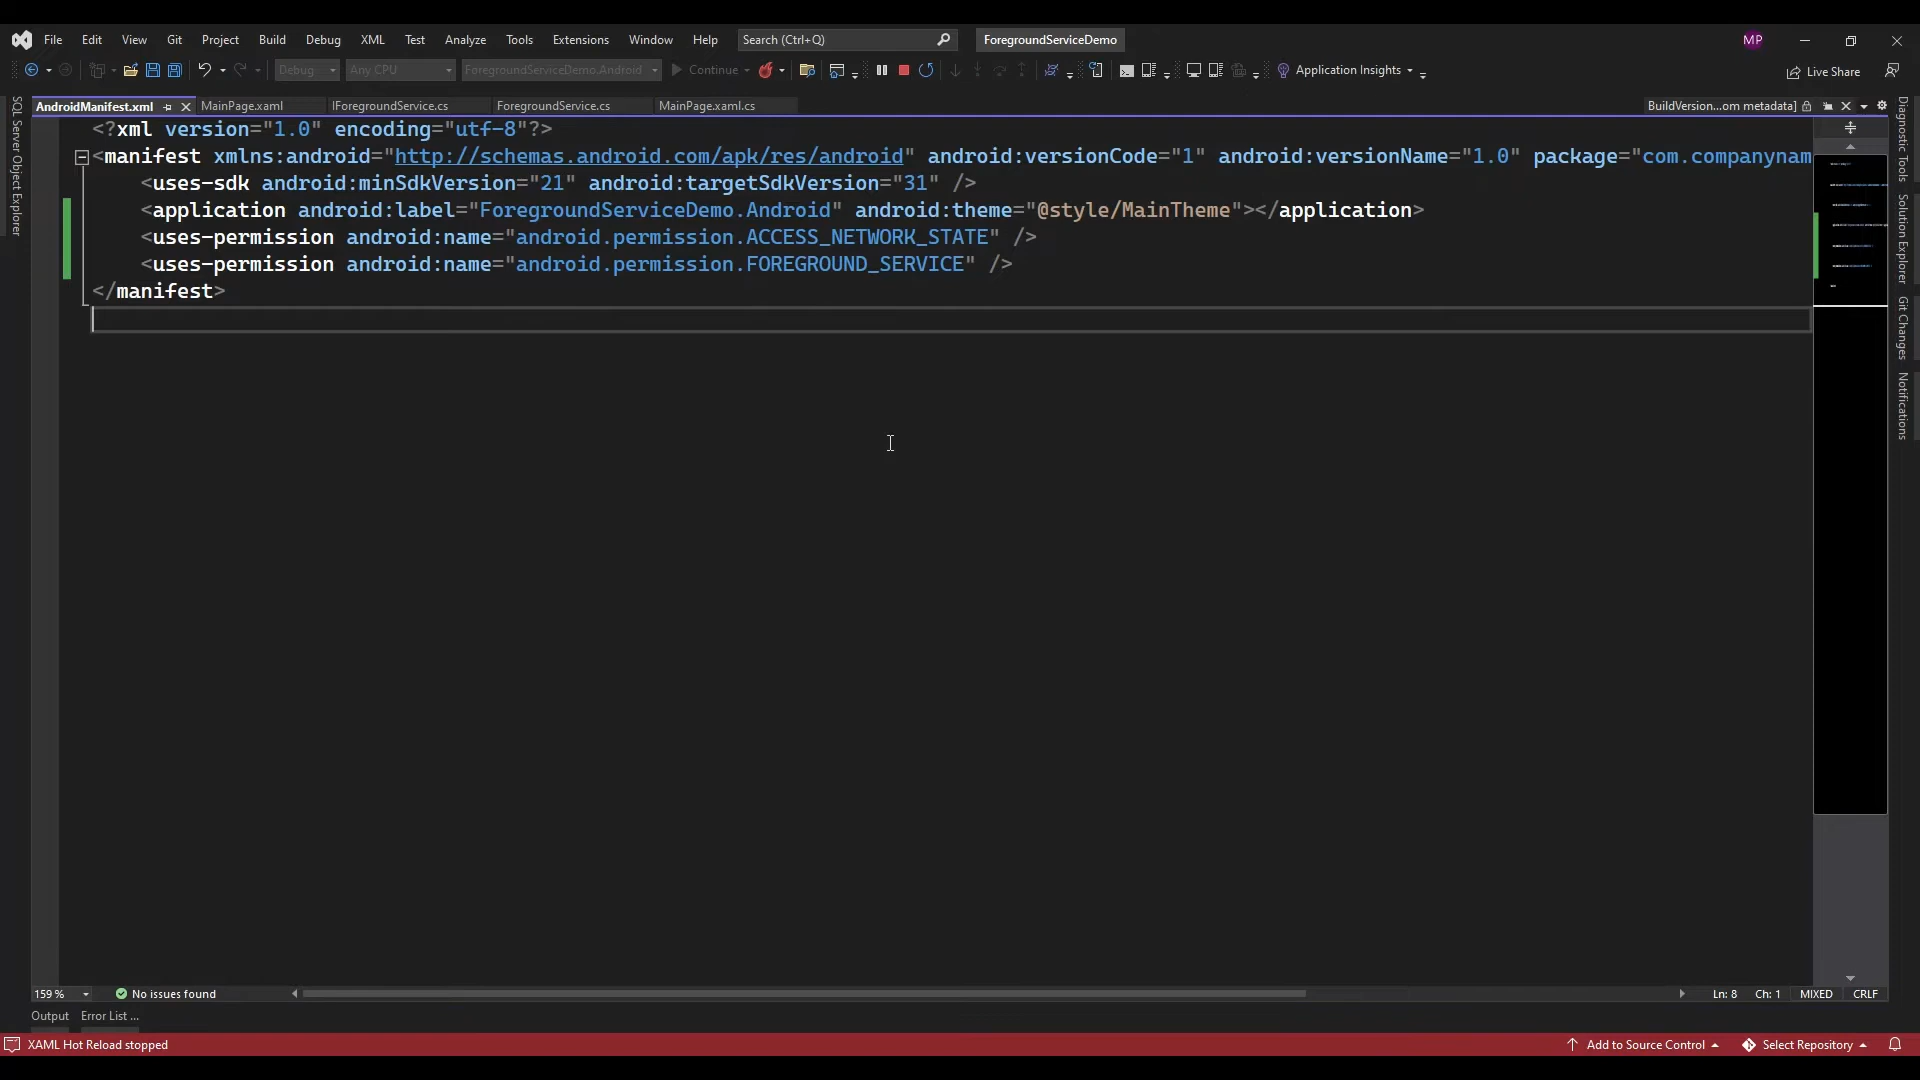 File Edit View Git Project Build Debug XML Test Analyze Tools Extensions Window Help Search (Ctrl+Q) ForegroundServiceDemo MP
Debug Any CPU ForegroundServiceDemo.Android Continue Application Insights Live Share
AndroidManifest.xml MainPage.xaml IForegroundService.cs ForegroundService.cs MainPage.xaml.cs BuildVersion...om metadata]
SQL Server Object Explorer
<?xml version="1.0" encoding="utf-8"?>
<manifest xmlns:android="http://schemas.android.com/apk/res/android" android:versionCode="1" android:versionName="1.0" package="com.companynam
<uses-sdk android:minSdkVersion="21" android:targetSdkVersion="31" />
<application android:label="ForegroundServiceDemo.Android" android:theme="@style/MainTheme"></application>
<uses-permission android:name="android.permission.ACCESS_NETWORK_STATE" />
<uses-permission android:name="android.permission.FOREGROUND_SERVICE" />
</manifest>
Diagnostic Tools
Solution Explorer
Git Changes
Notifications
159 % No issues found Ln: 8 Ch: 1 MIXED CRLF
Output Error List ...
XAML Hot Reload stopped Add to Source Control Select Repository